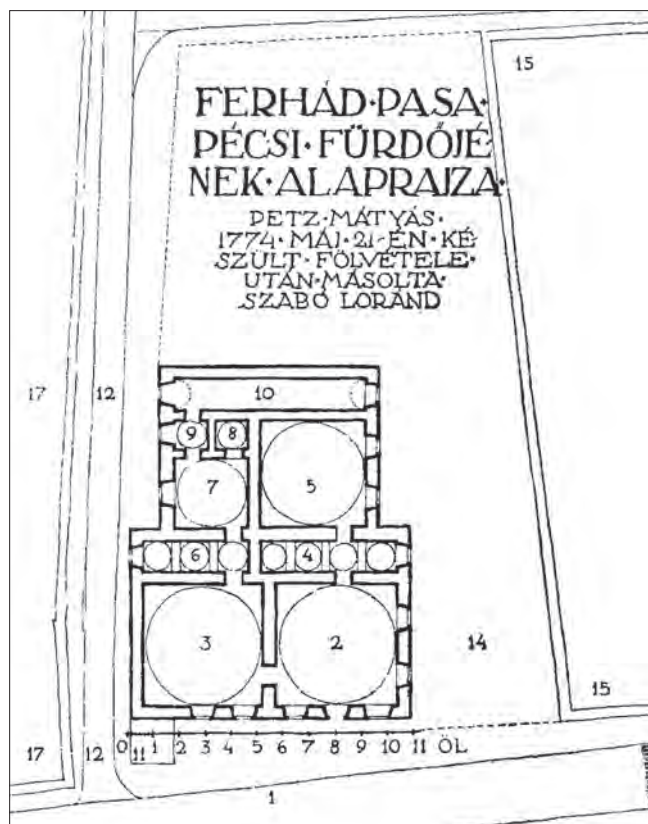 15
FERHÁD·PASA·
PÉCSI·FÜRDŐJÉ
NEK·ALAPRAJZA·
PETZ·MÁTYÁS·
1774·MÁJ·21-ÉN·KÉ
SZÜLT·FÖLVÉTELE·
UTÁN·MÁSOLTA·
SZABÓ LORÁND
17 12 10
9 8
7 5
6 4
3 2 14
15
17 12 11
0 1 2 3 4 5 6 7 8 9 10 11 ÖL
1